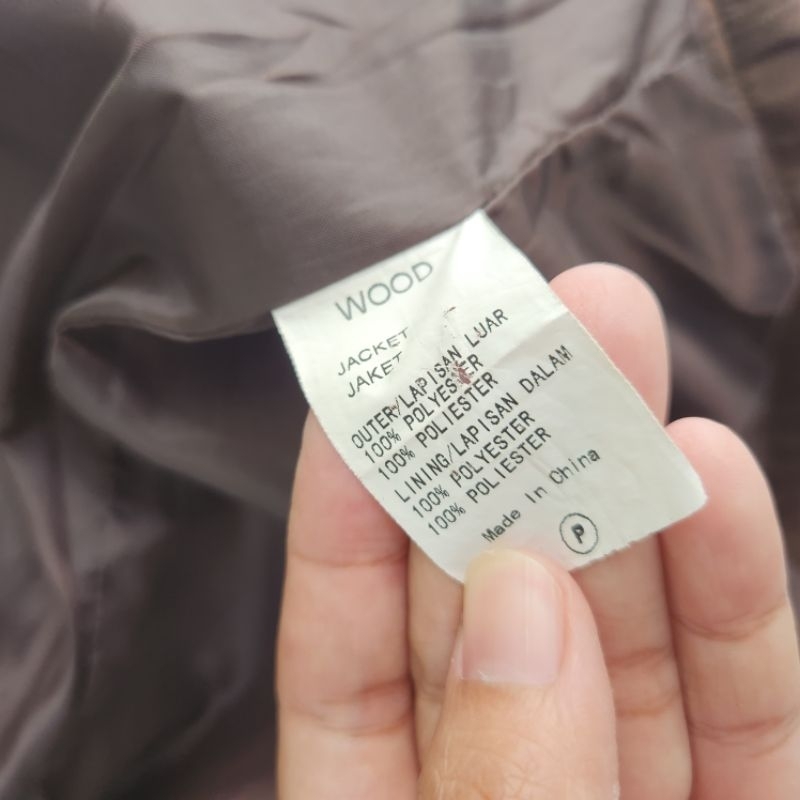 WOOD
JACKET
JAKET
OUTER/LAPISAN LUAR
100% POLYESTER
100% POLIESTER
LINING/LAPISAN DALAM
100% POLYESTER
100% POLIESTER
Made In China
P